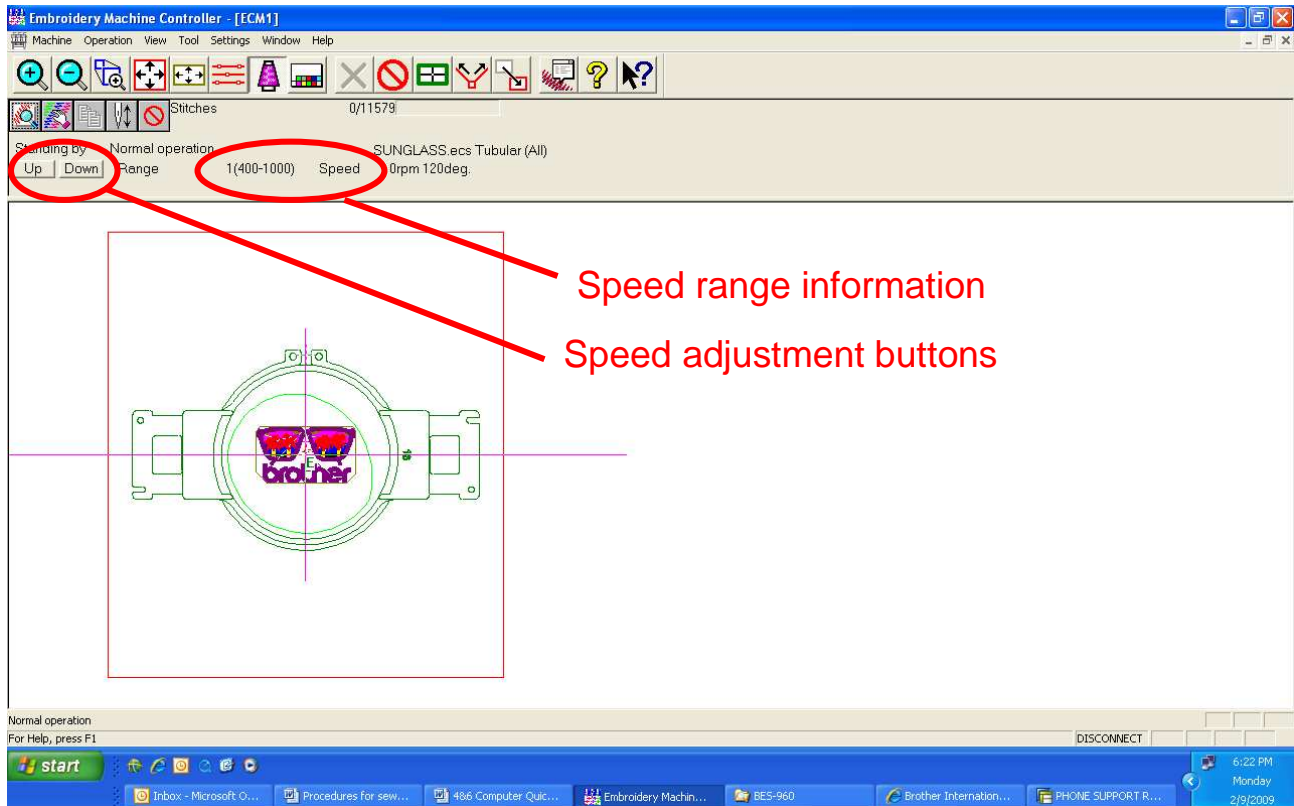 Embroidery Machine Controller - [ECM1]
Machine Operation View Tool Settings Window Help
Stitches 0/11579
Standing by Normal operation SUNGLASS.ecs Tubular (All)
Up Down Range 1(400-1000) Speed 0rpm 120deg.
Speed range information
Speed adjustment buttons
E
brother
15
Normal operation
For Help, press F1 DISCONNECT
start 6:22 PM
Inbox - Microsoft O... Procedures for sew... 4&6 Computer Quic... Embroidery Machin... BES-960 Brother Internation... PHONE SUPPORT R... Monday
2/9/2009